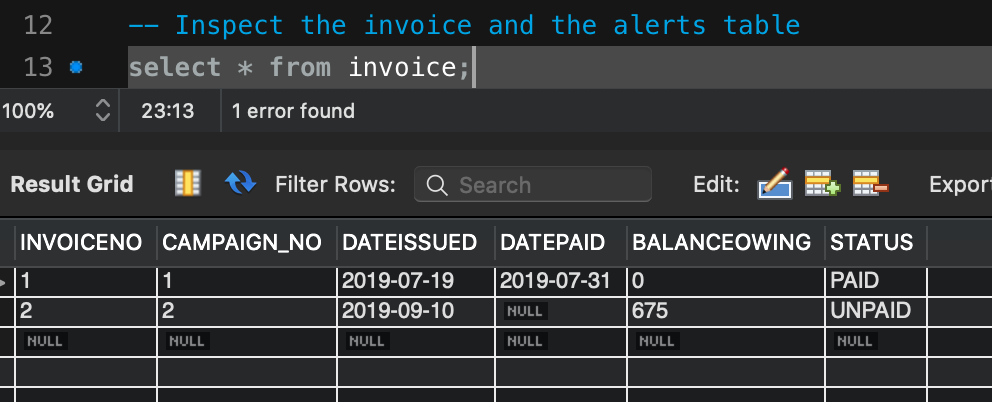 12 -- Inspect the invoice and the alerts table
13 select * from invoice;
100% 23:13 1 error found
Result Grid Filter Rows: Search Edit: Export
INVOICENO CAMPAIGN_NO DATEISSUED DATEPAID BALANCEOWING STATUS
1 1 2019-07-19 2019-07-31 0 PAID
2 2 2019-09-10 NULL 675 UNPAID
NULL NULL NULL NULL NULL NULL